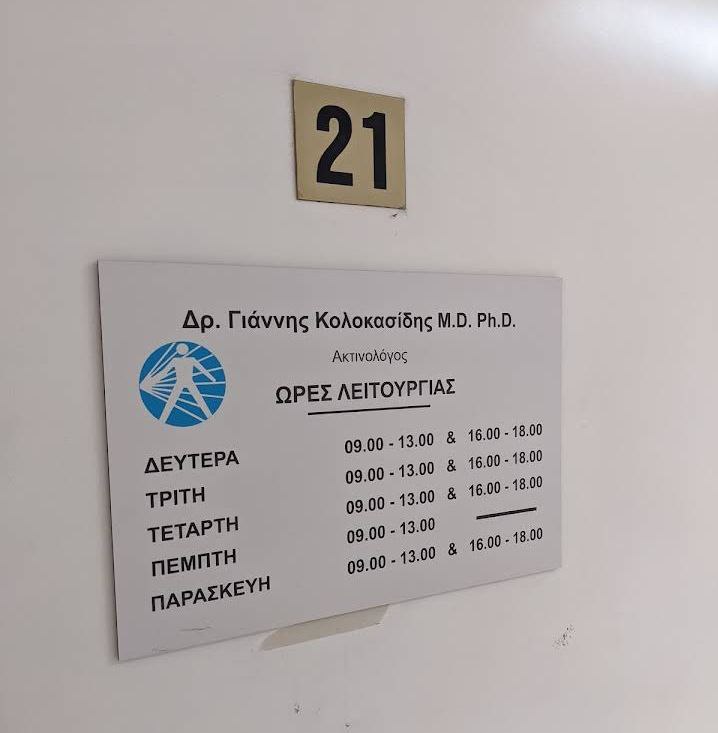 21
Δρ. Γιάννης Κολοκασίδης M.D. Ph.D.
Ακτινολόγος
ΩΡΕΣ ΛΕΙΤΟΥΡΓΙΑΣ
ΔΕΥΤΕΡΑ 09.00 - 13.00 & 16.00 - 18.00
ΤΡΙΤΗ 09.00 - 13.00 & 16.00 - 18.00
ΤΕΤΑΡΤΗ 09.00 - 13.00 & 16.00 - 18.00
ΠΕΜΠΤΗ 09.00 - 13.00
ΠΑΡΑΣΚΕΥΗ 09.00 - 13.00 & 16.00 - 18.00